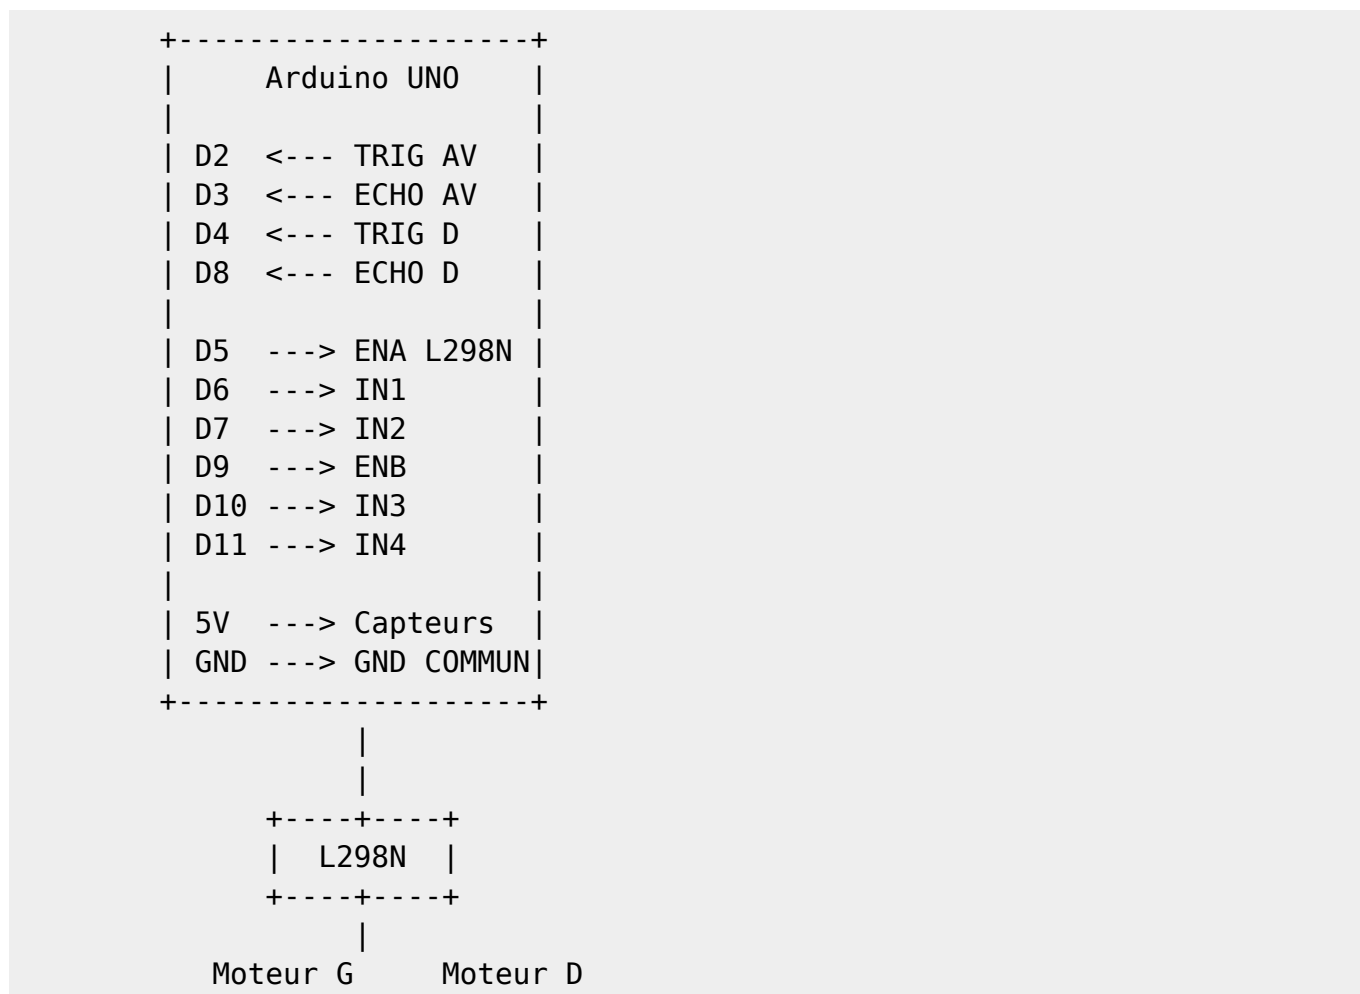 +--------------------+
|     Arduino UNO    |
|                    |
| D2  <--- TRIG AV   |
| D3  <--- ECHO AV   |
| D4  <--- TRIG D    |
| D8  <--- ECHO D    |
|                    |
| D5  ---> ENA L298N |
| D6  ---> IN1       |
| D7  ---> IN2       |
| D9  ---> ENB       |
| D10 ---> IN3       |
| D11 ---> IN4       |
|                    |
| 5V  ---> Capteurs  |
| GND ---> GND COMMUN|
+--------------------+
           |
           |
      +----+----+
      |  L298N  |
      +----+----+
           |
   Moteur G     Moteur D